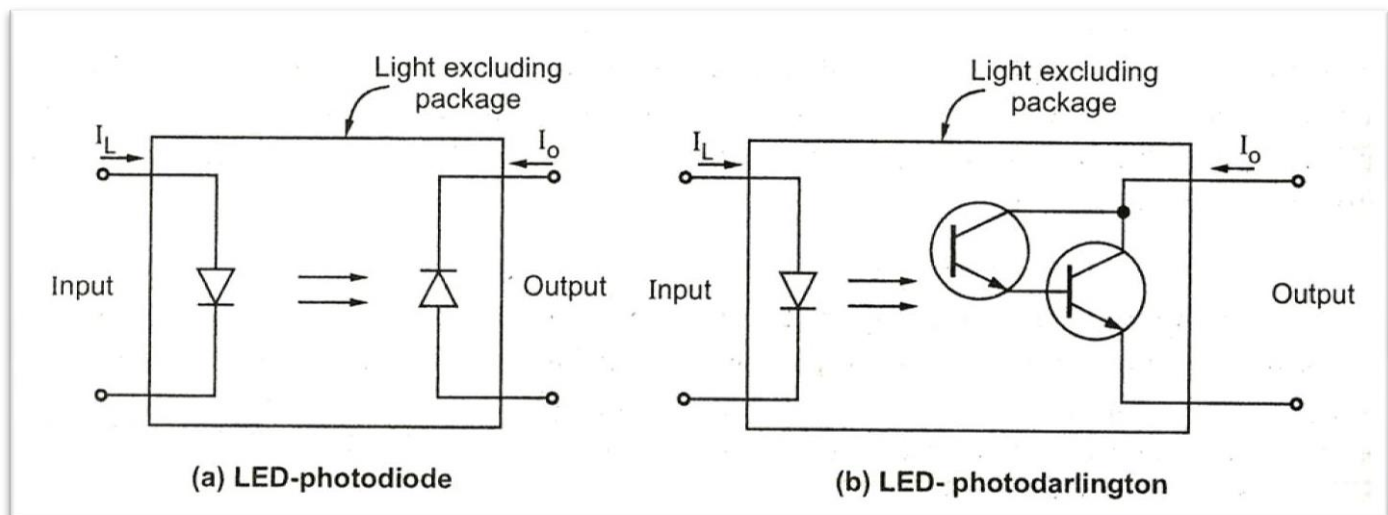 Light excluding
package
I_L
I_o
Input
Output
(a) LED-photodiode
Light excluding
package
I_L
I_o
Input
Output
(b) LED- photodarlington